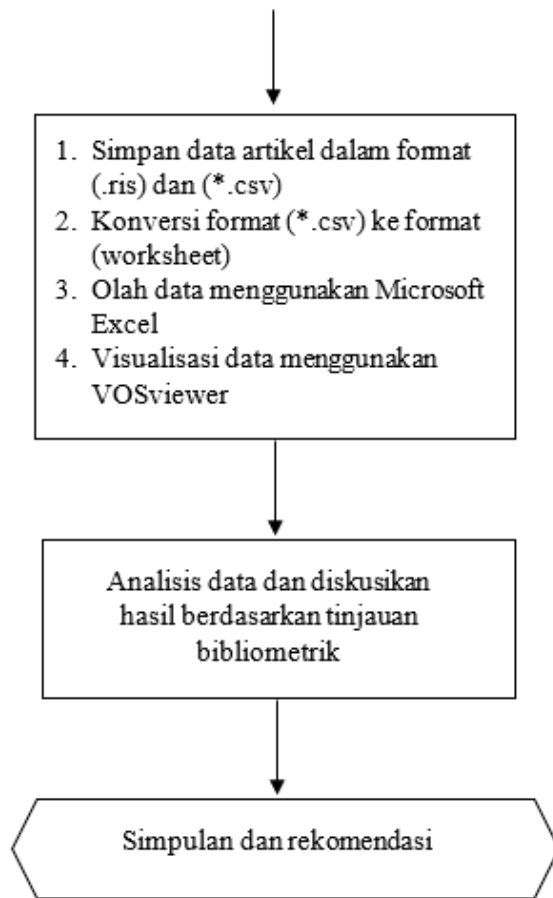 1. Simpan data artikel dalam format
(.ris) dan (*.csv)
2. Konversi format (*.csv) ke format
(worksheet)
3. Olah data menggunakan Microsoft
Excel
4. Visualisasi data menggunakan
VOSviewer
Analisis data dan diskusikan
hasil berdasarkan tinjauan
bibliometrik
Simpulan dan rekomendasi